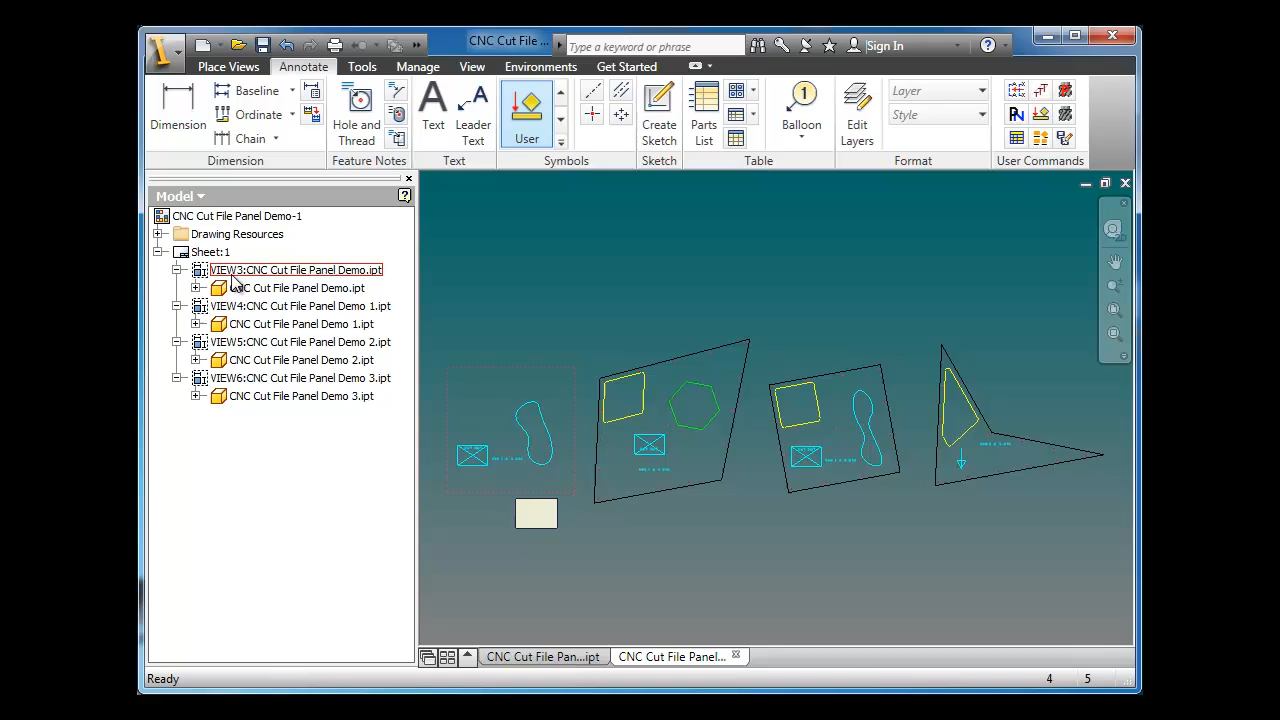 CNC Cut File ...
Type a keyword or phrase
Sign In
Place Views
Annotate
Tools
Manage
View
Environments
Get Started
Dimension
Baseline
Ordinate
Chain
Hole and
Thread
Text
Leader
Text
User
Create
Sketch
Parts
List
Balloon
Edit
Layers
Layer
Style
Dimension
Feature Notes
Text
Symbols
Sketch
Table
Format
User Commands
Model
CNC Cut File Panel Demo-1
Drawing Resources
Sheet:1
VIEW3:CNC Cut File Panel Demo.ipt
CNC Cut File Panel Demo.ipt
VIEW4:CNC Cut File Panel Demo 1.ipt
CNC Cut File Panel Demo 1.ipt
VIEW5:CNC Cut File Panel Demo 2.ipt
CNC Cut File Panel Demo 2.ipt
VIEW6:CNC Cut File Panel Demo 3.ipt
CNC Cut File Panel Demo 3.ipt
CNC Cut File Pan...ipt
CNC Cut File Panel...
Ready
4
5